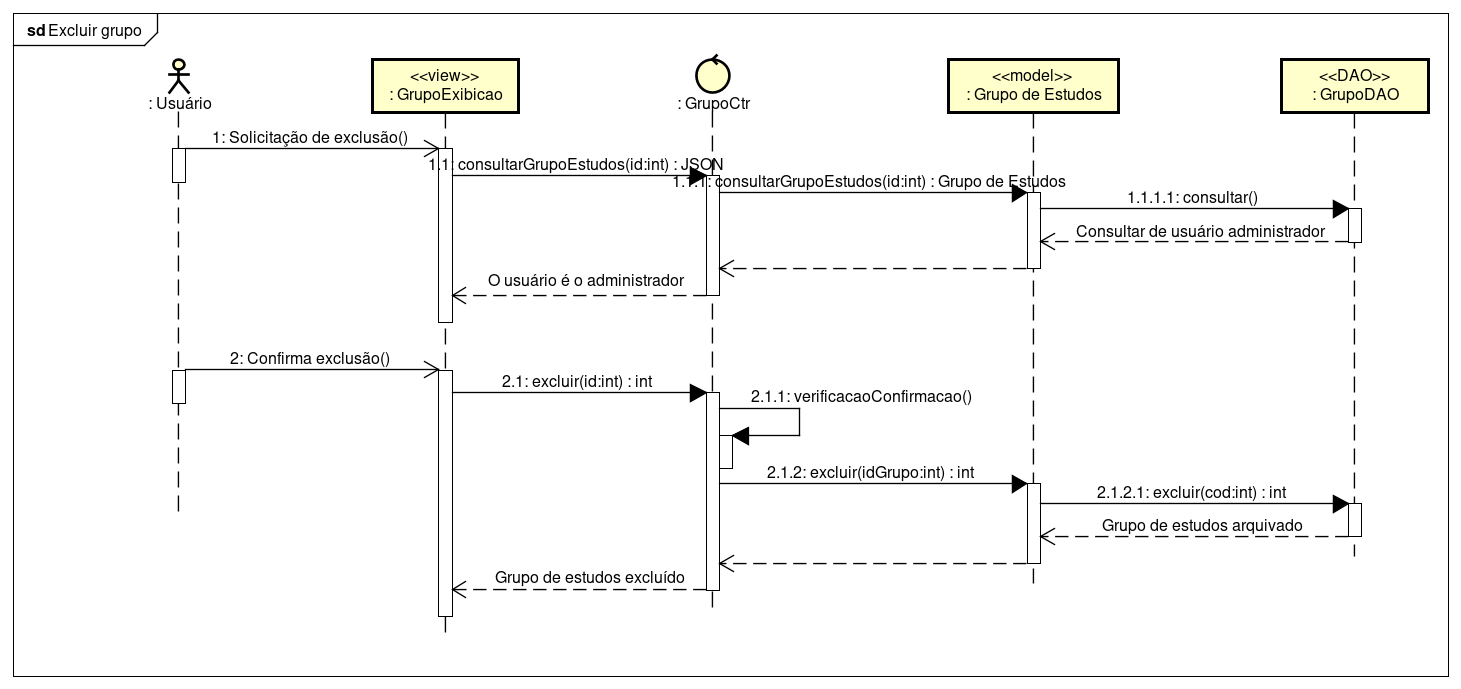 sd Excluir grupo
: Usuário
<<view>>
: GrupoExibicao
: GrupoCtr
<<model>>
: Grupo de Estudos
<<DAO>>
: GrupoDAO
1: Solicitação de exclusão()
1.1: consultarGrupoEstudos(id:int) : JSON
1.1.1: consultarGrupoEstudos(id:int) : Grupo de Estudos
1.1.1.1: consultar()
Consultar de usuário administrador
O usuário é o administrador
2: Confirma exclusão()
2.1: excluir(id:int) : int
2.1.1: verificacaoConfirmacao()
2.1.2: excluir(idGrupo:int) : int
2.1.2.1: excluir(cod:int) : int
Grupo de estudos arquivado
Grupo de estudos excluído